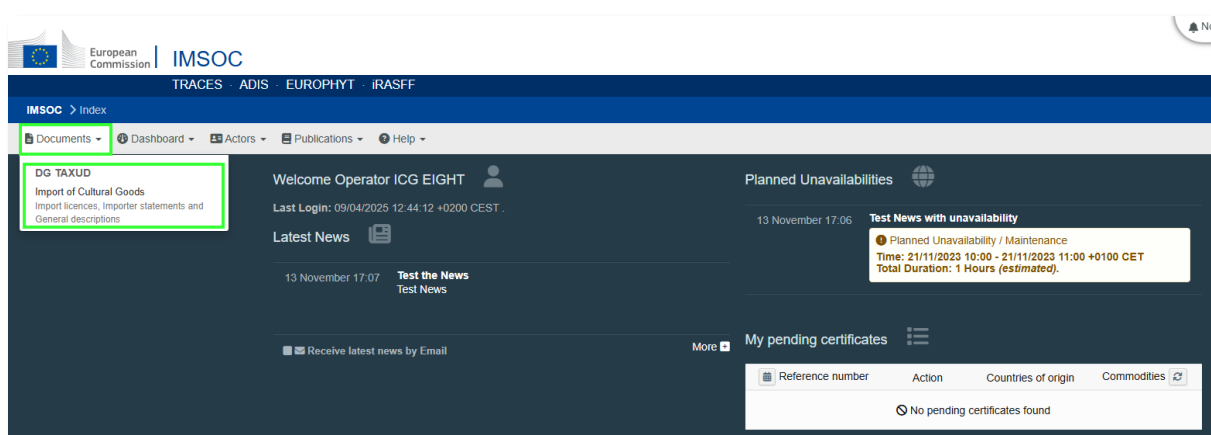 No
European
Commission
IMSOC
TRACES · ADIS · EUROPHYT · iRASFF
IMSOC > Index
Documents Dashboard Actors Publications Help
DG TAXUD
Import of Cultural Goods
Import licences, Importer statements and
General descriptions
Welcome Operator ICG EIGHT
Last Login: 09/04/2025 12:44:12 +0200 CEST .
Latest News
13 November 17:07 Test the News
Test News
Receive latest news by Email
More
Planned Unavailabilities
13 November 17:06 Test News with unavailability
Planned Unavailability / Maintenance
Time: 21/11/2023 10:00 - 21/11/2023 11:00 +0100 CET
Total Duration: 1 Hours (estimated).
My pending certificates
Reference number Action Countries of origin Commodities
No pending certificates found